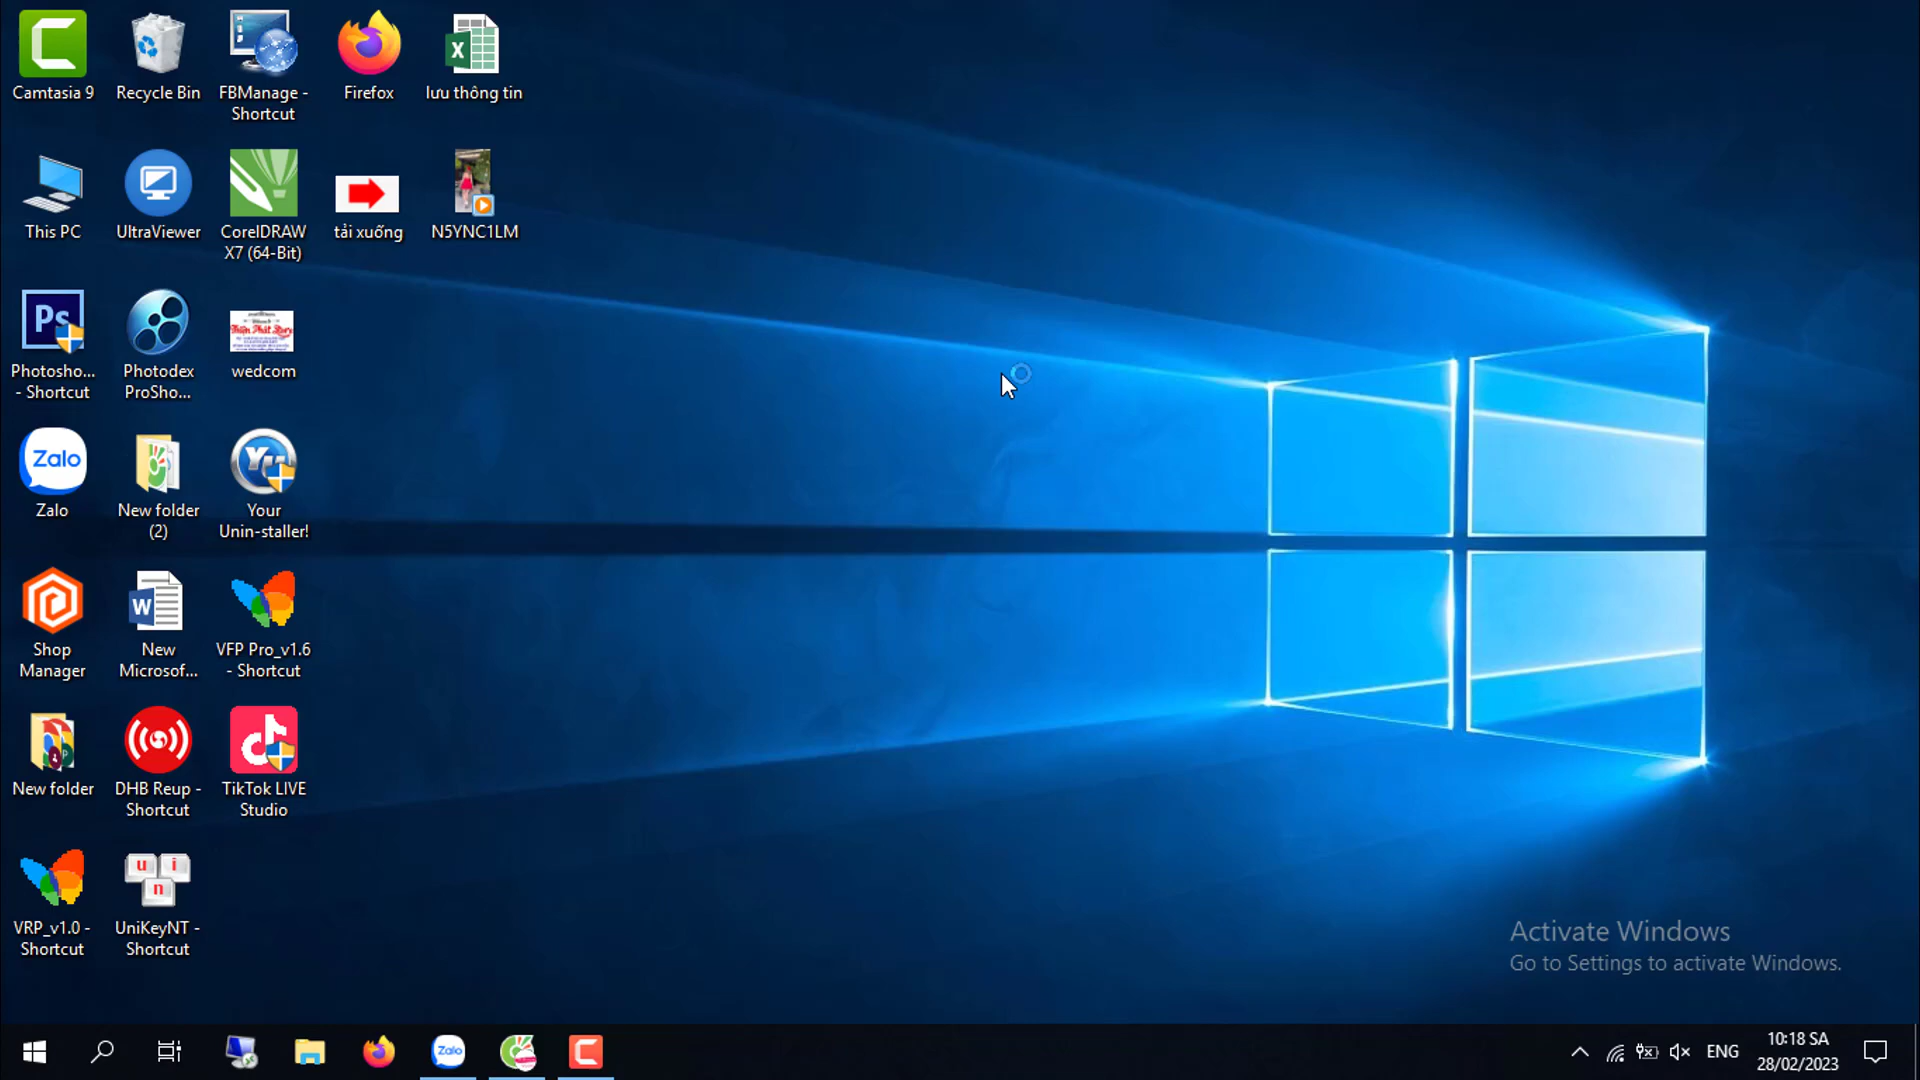 Camtasia 9
Recycle Bin
FBManage -
Shortcut
Firefox
lưu thông tin
This PC
UltraViewer
CorelDRAW
X7 (64-Bit)
tải xuống
N5YNC1LM
Ps
Photosho...
- Shortcut
Photodex
ProSho...
wedcom
Zalo
Zalo
New folder
(2)
Your
Unin-staller!
Shop
Manager
New
Microsof...
VFP Pro_v1.6
- Shortcut
New folder
DHB Reup -
Shortcut
TikTok LIVE
Studio
u i
n
VRP_v1.0 -
Shortcut
UniKeyNT -
Shortcut
Activate Windows
Go to Settings to activate Windows.
Zalo
ENG
10:18 SA
28/02/2023